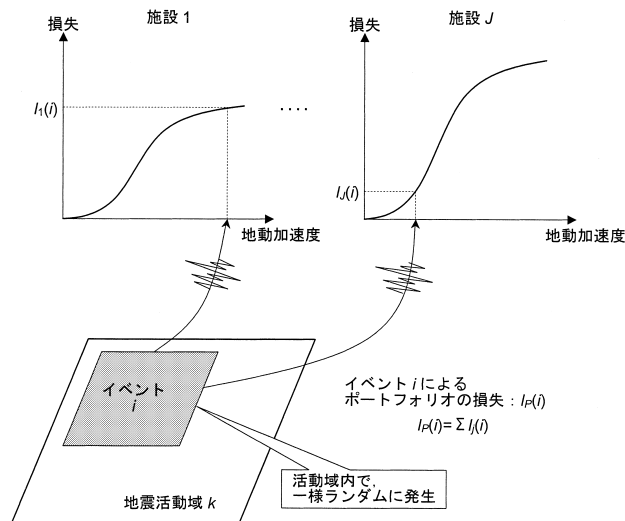 施設 1
施設 J
損失
損失
l1(i)
‥‥
lJ(i)
地動加速度
地動加速度
イベント
i
イベント i による
ポートフォリオの損失：lP(i)
lP(i)=Σ lj(i)
活動域内で，
一様ランダムに発生
地震活動域 k